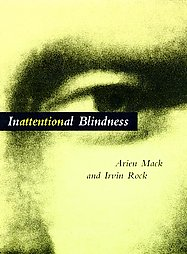 Inattentional Blindness
Arien Mack
and Irvin Rock